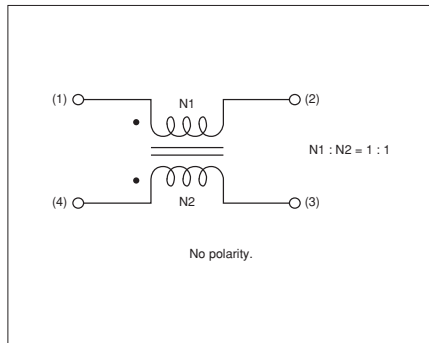 (1) N1 (2)
N1 : N2 = 1 : 1
(4) N2 (3)
No polarity.